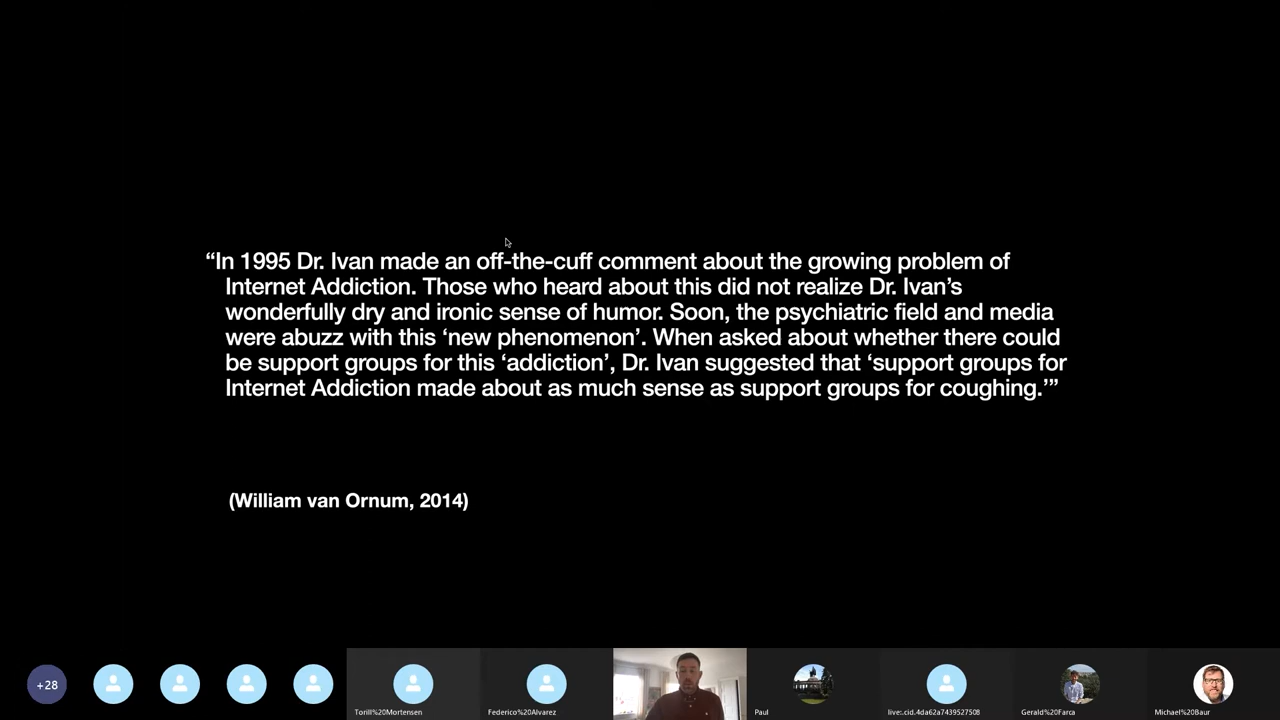 “In 1995 Dr. Ivan made an off-the-cuff comment about the growing problem of
Internet Addiction. Those who heard about this did not realize Dr. Ivan’s
wonderfully dry and ironic sense of humor. Soon, the psychiatric field and media
were abuzz with this ‘new phenomenon’. When asked about whether there could
be support groups for this ‘addiction’, Dr. Ivan suggested that ‘support groups for
Internet Addiction made about as much sense as support groups for coughing.’”
(William van Ornum, 2014)
+28
Torill%20Mortensen
Federico%20Alvarez
Paul
live:.cid.4da62a7439527508
Gerald%20Farca
Michael%20Baur